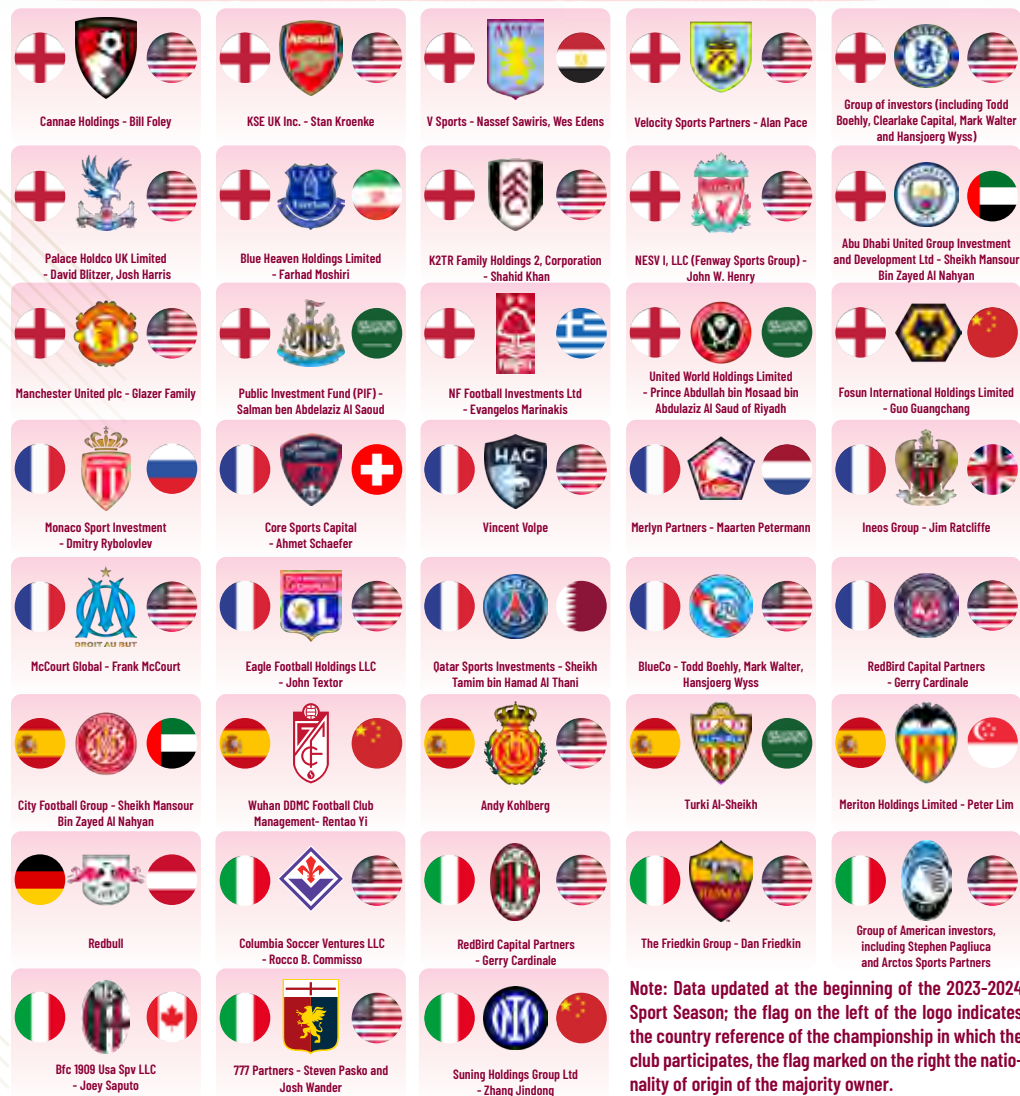 Cannae Holdings - Bill Foley
KSE UK Inc. - Stan Kroenke
V Sports - Nassef Sawiris, Wes Edens
Velocity Sports Partners - Alan Pace
Group of investors (including Todd
Boehly, Clearlake Capital, Mark Walter
and Hansjoerg Wyss)
Palace Holdco UK Limited
- David Blitzer, Josh Harris
Blue Heaven Holdings Limited
- Farhad Moshiri
K2TR Family Holdings 2, Corporation
- Shahid Khan
NESV I, LLC (Fenway Sports Group) -
John W. Henry
Abu Dhabi United Group Investment
and Development Ltd - Sheikh Mansour
Bin Zayed Al Nahyan
Manchester United plc - Glazer Family
Public Investment Fund (PIF) -
Salman ben Abdelaziz Al Saoud
NF Football Investments Ltd
- Evangelos Marinakis
United World Holdings Limited
- Prince Abdullah bin Mosaad bin
Abdulaziz Al Saud of Riyadh
Fosun International Holdings Limited
- Guo Guangchang
Monaco Sport Investment
- Dmitry Rybolovlev
Core Sports Capital
- Ahmet Schaefer
HAC
Vincent Volpe
Merlyn Partners - Maarten Petermann
Ineos Group - Jim Ratcliffe
DROIT AU BUT
McCourt Global - Frank McCourt
OL
Eagle Football Holdings LLC
- John Textor
PARIS
Qatar Sports Investments - Sheikh
Tamim bin Hamad Al Thani
BlueCo - Todd Boehly, Mark Walter,
Hansjoerg Wyss
RedBird Capital Partners
- Gerry Cardinale
City Football Group - Sheikh Mansour
Bin Zayed Al Nahyan
Wuhan DDMC Football Club
Management- Rentao Yi
Andy Kohlberg
Turki Al-Sheikh
Meriton Holdings Limited - Peter Lim
Redbull
Columbia Soccer Ventures LLC
- Rocco B. Commisso
RedBird Capital Partners
- Gerry Cardinale
The Friedkin Group - Dan Friedkin
Group of American investors,
including Stephen Pagliuca
and Arctos Sports Partners
Bfc 1909 Usa Spv LLC
- Joey Saputo
777 Partners - Steven Pasko and
Josh Wander
Suning Holdings Group Ltd
- Zhang Jindong
Note: Data updated at the beginning of the 2023-2024
Sport Season; the flag on the left of the logo indicates
the country reference of the championship in which the
club participates, the flag marked on the right the natio-
nality of origin of the majority owner.